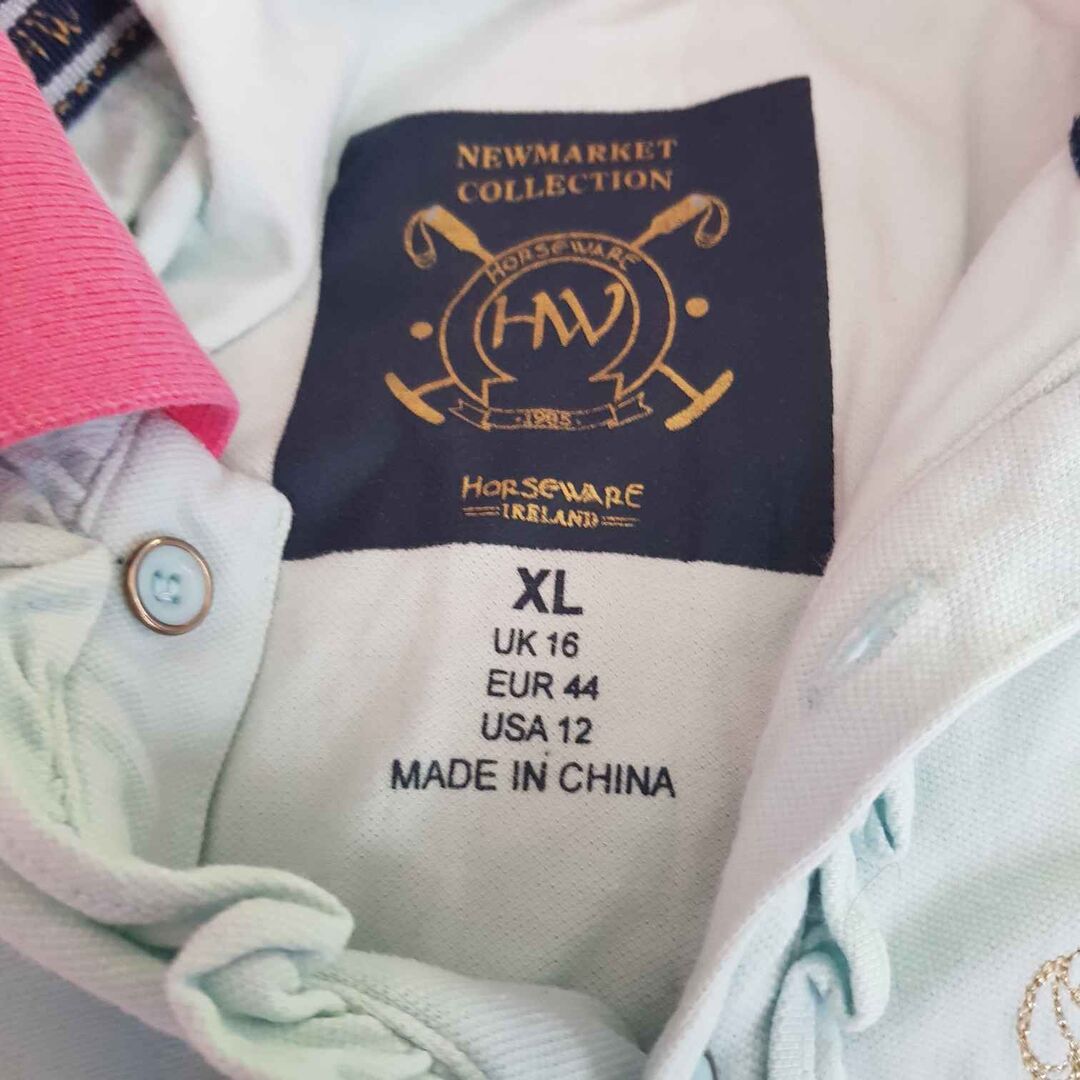 NEWMARKET
COLLECTION
HORSEWARE
HW
·1985·
HORSEWARE
IRELAND
XL
UK 16
EUR 44
USA 12
MADE IN CHINA